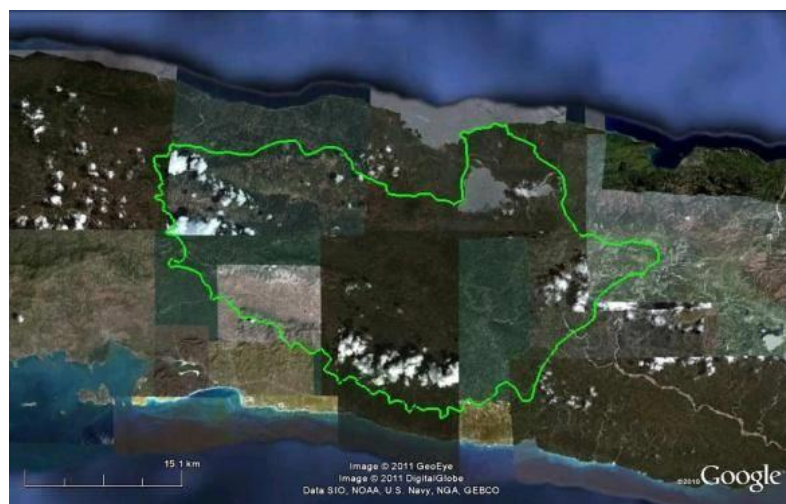 15.1 km
Image © 2011 GeoEye
Image © 2011 DigitalGlobe
Data SIO, NOAA, U.S. Navy, NGA, GEBCO
©2010 Google